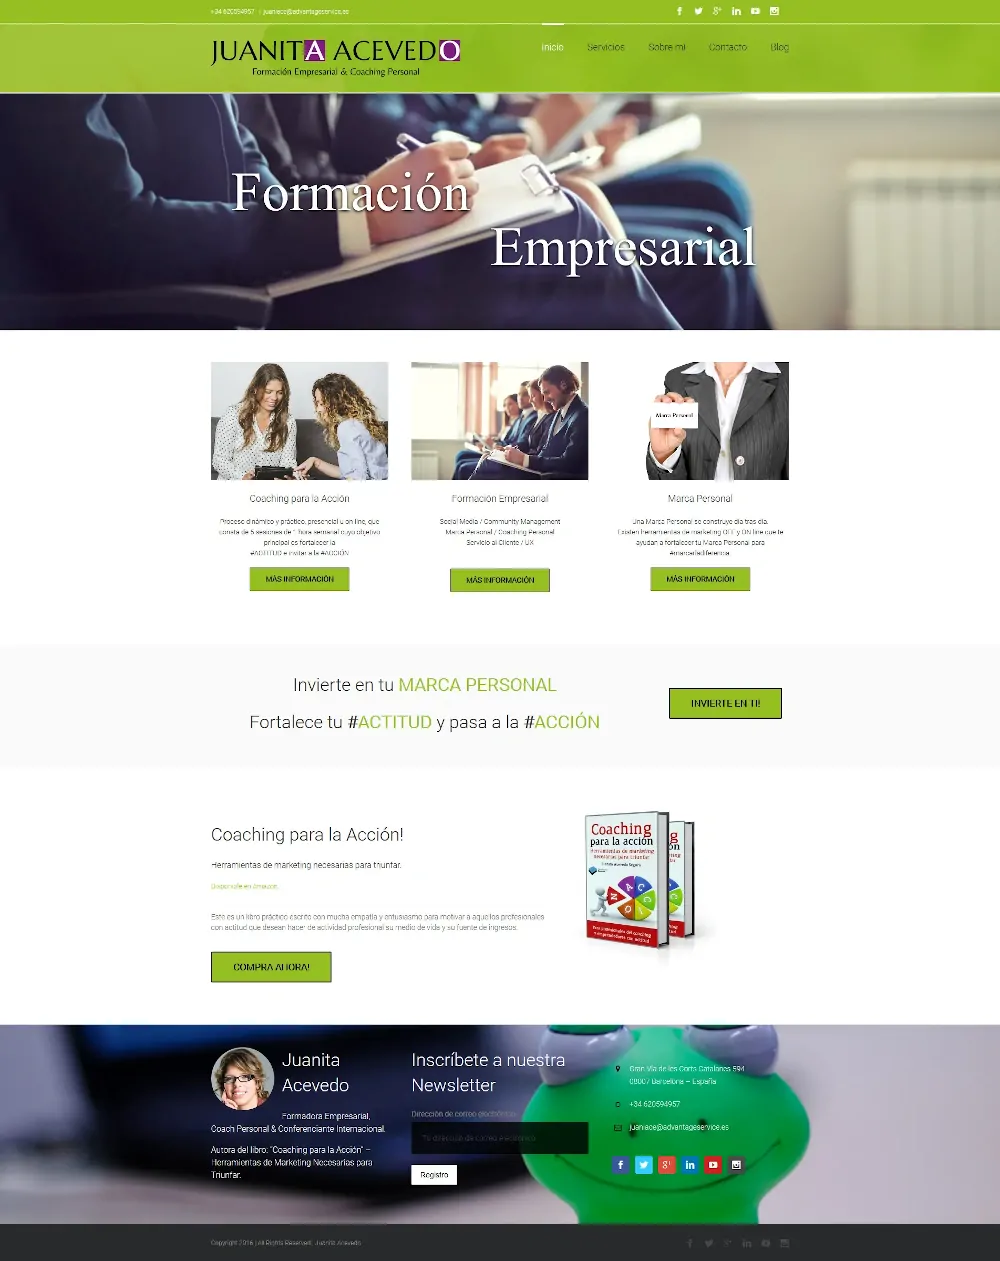 +34 620594957 / juaniace@advantageservice.es
JUANITA ACEVEDO
Formación Empresarial & Coaching Personal
Inicio Servicios Sobre mi Contacto Blog
Formación
Empresarial
Marca Personal
Coaching para la Acción
Proceso dinámico y práctico, presencial u on line, que
consta de 5 sesiones de 1 hora semanal cuyo objetivo
principal es fortalecer la
#ACTITUD e invitar a la #ACCIÓN
MÁS INFORMACIÓN
Formación Empresarial
Social Media / Community Management
Marca Personal / Coaching Personal
Servicio al Cliente / UX
MÁS INFORMACIÓN
Marca Personal
Una Marca Personal se construye día tras día.
Existen herramientas de marketing OFF y ON line que te
ayudan a fortalecer tu Marca Personal para
#marcarladiferencia
MÁS INFORMACIÓN
Invierte en tu MARCA PERSONAL
Fortalece tu #ACTITUD y pasa a la #ACCIÓN
INVIERTE EN TI!
Coaching para la Acción!
Herramientas de marketing necesarias para triunfar.
Disponible en Amazon
Este es un libro práctico escrito con mucha empatía y entusiasmo para motivar a aquellos profesionales
con actitud que desean hacer de actividad profesional su medio de vida y su fuente de ingresos.
COMPRA AHORA!
Coaching
para la acción
Herramientas de marketing
necesarias para triunfar
Juanita Acevedo
Juanita
Acevedo
Formadora Empresarial,
Coach Personal & Conferenciante Internacional.
Autora del libro: "Coaching para la Acción" –
Herramientas de Marketing Necesarias para
Triunfar.
Inscríbete a nuestra
Newsletter
Dirección de correo electrónico:
Tu dirección de correo electrónico
Registro
Gran Vía de les Corts Catalanes 594
08007 Barcelona – España
+34 620594957
juaniace@advantageservice.es
Copyright 2016 | All Rights Reserved. Juanita Acevedo